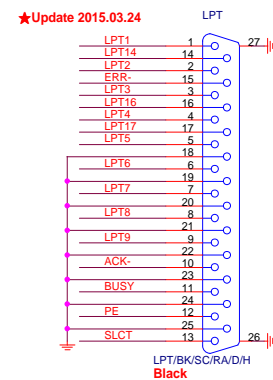 ★Update 2015.03.24
LPT
LPT1 1 27
LPT14 14
LPT2 2
ERR- 15
LPT3 3
LPT16 16
LPT4 4
LPT17 17
LPT5 5
18
LPT6 6
19
LPT7 7
20
LPT8 8
21
LPT9 9
22
ACK- 10
23
BUSY 11
24
PE 12
25
SLCT 13 26
LPT/BK/SC/RA/D/H
Black